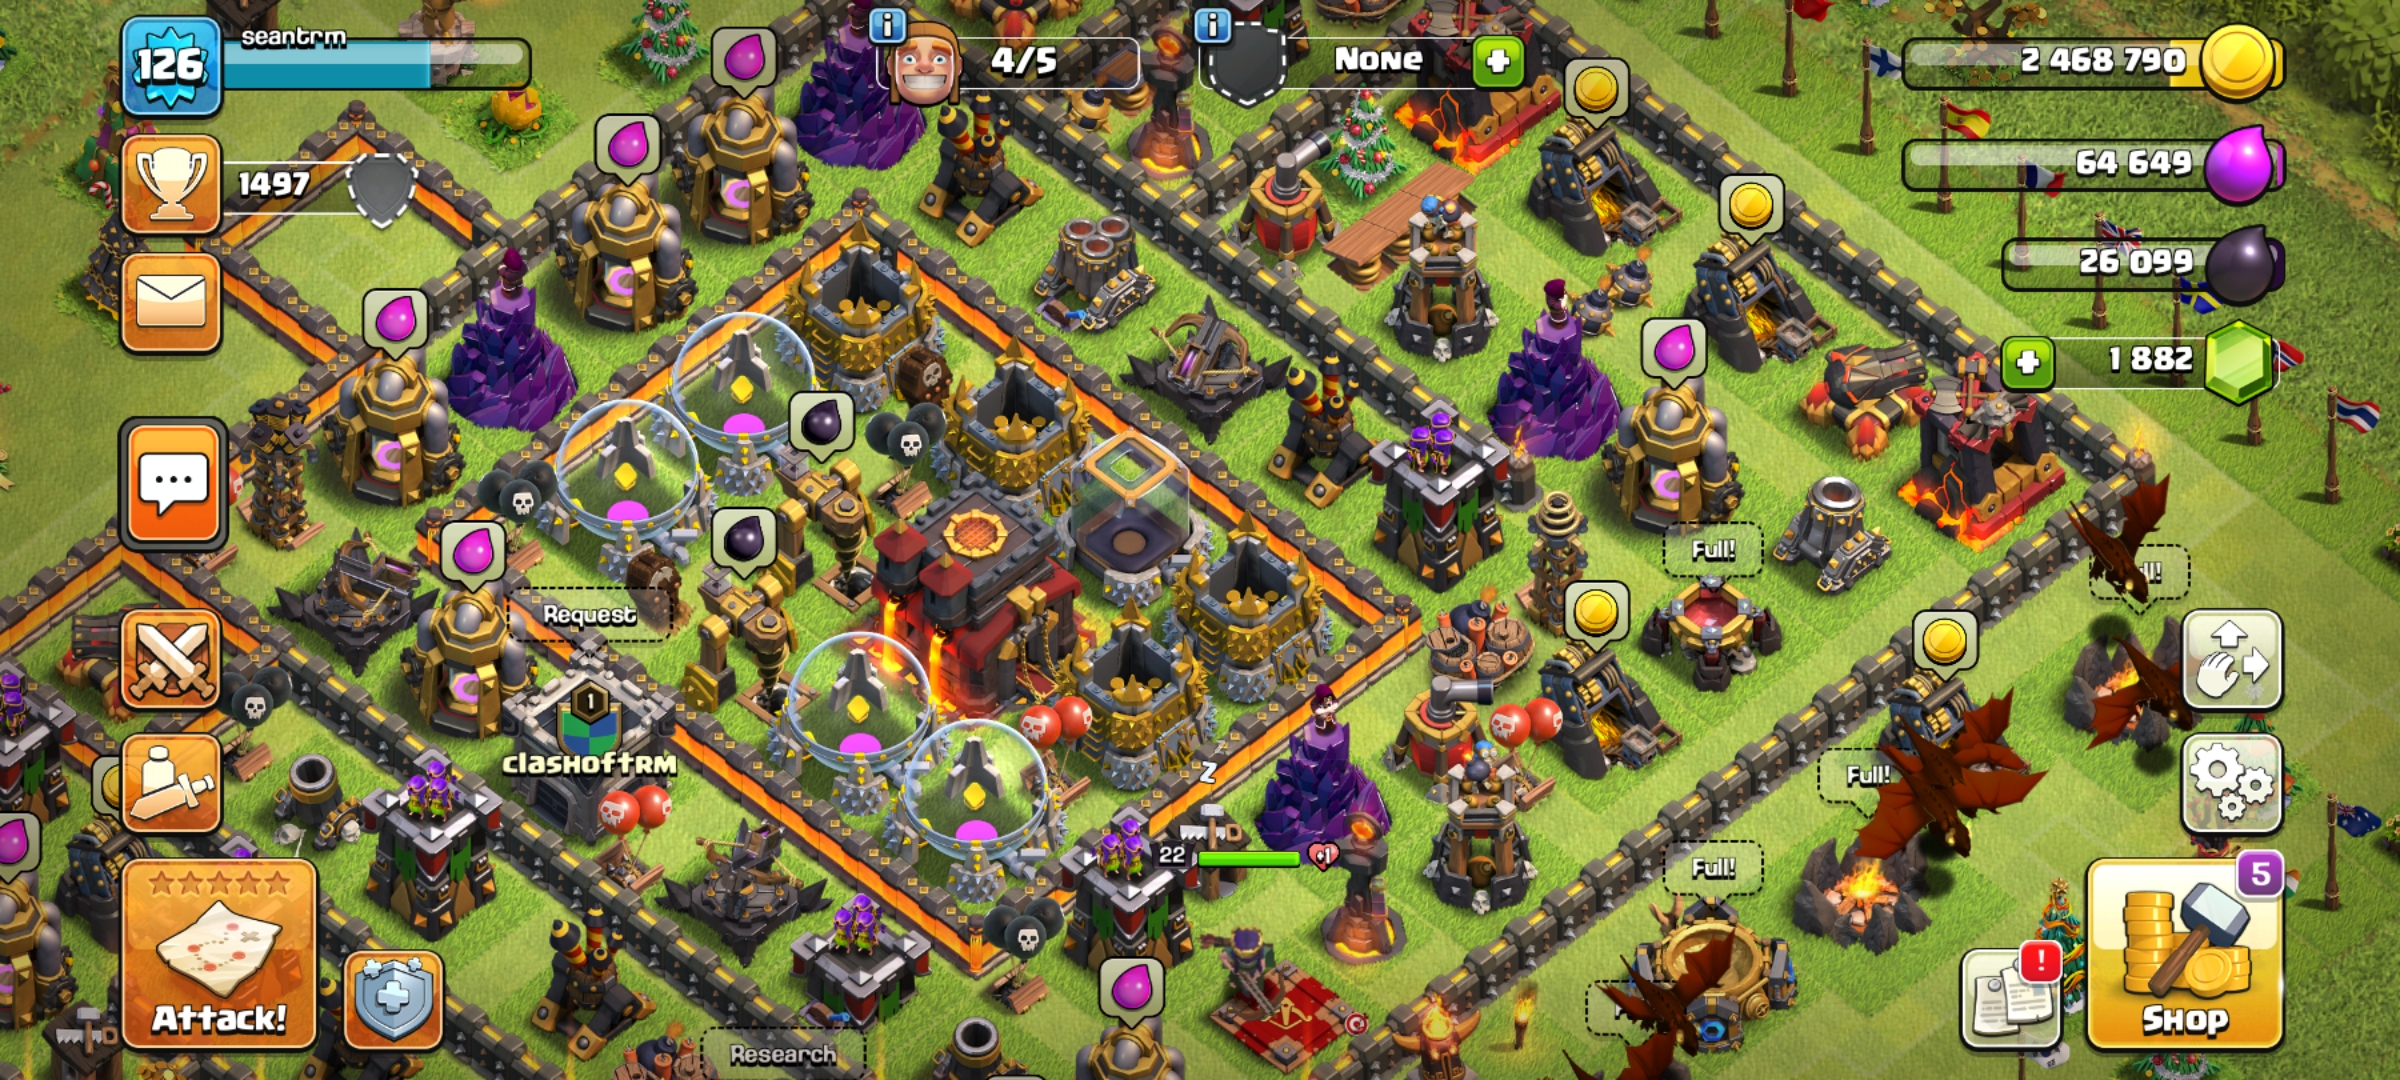 126
seantrm
4/5
None
2 468 790
1497
64 649
26 099
1 882
Full!
Request
1
clashofTRM
Full!
Z
22
+1
Full!
5
!
Attack!
Shop
Research